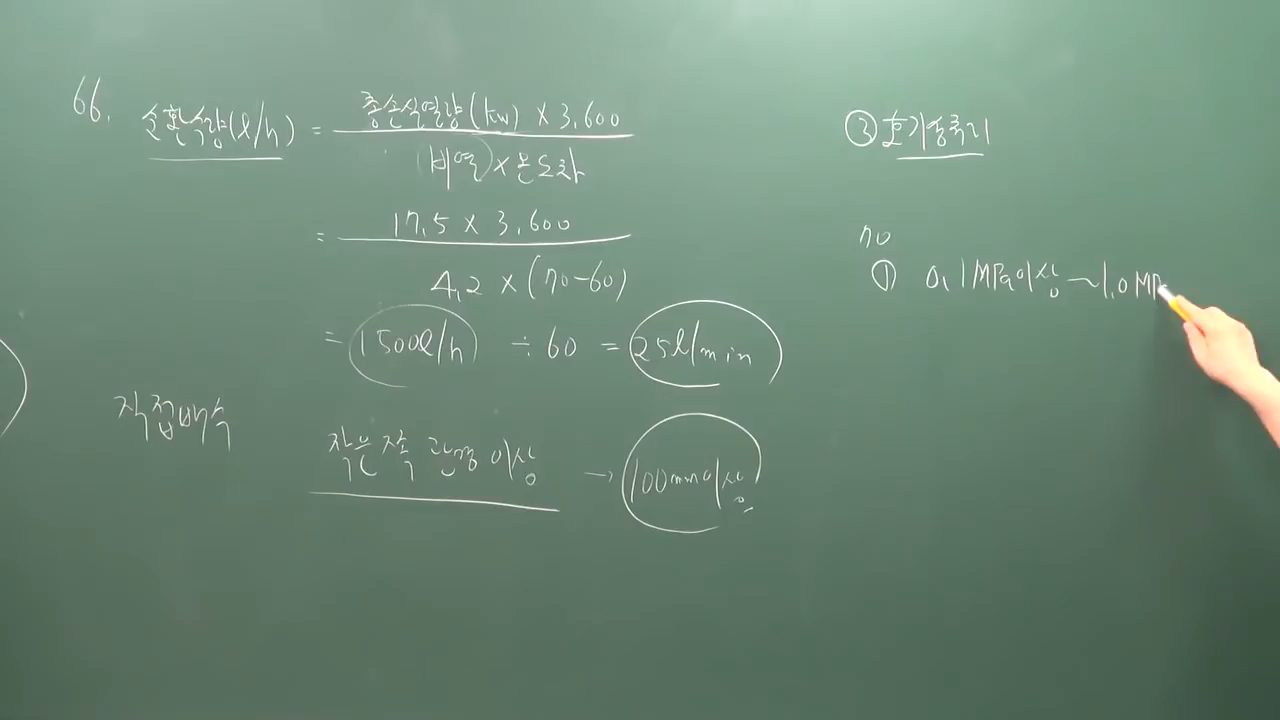 66. 순환수량(l/h) = 총손실열량(kw) × 3,600
비열 × 온도차
= 17.5 × 3,600
4.2 × (70-60)
= 1500l/h ÷ 60 = 25l/min
직접배수
작은쪽 관경 이상 → 100mm이상
③ 호기중축기
70
① 0.1MPa이상 ~1.0MPa